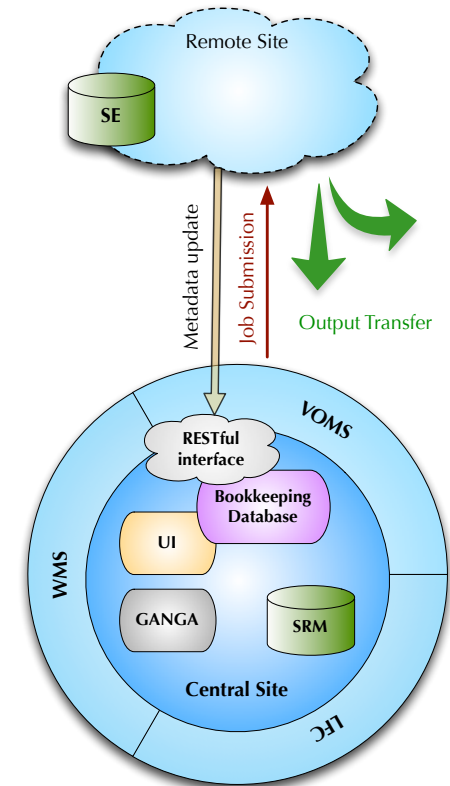 Remote Site
SE
Metadata update
Job Submission
Output Transfer
VOMS
RESTful
interface
Bookkeeping
Database
UI
WMS
GANGA
SRM
Central Site
LFC